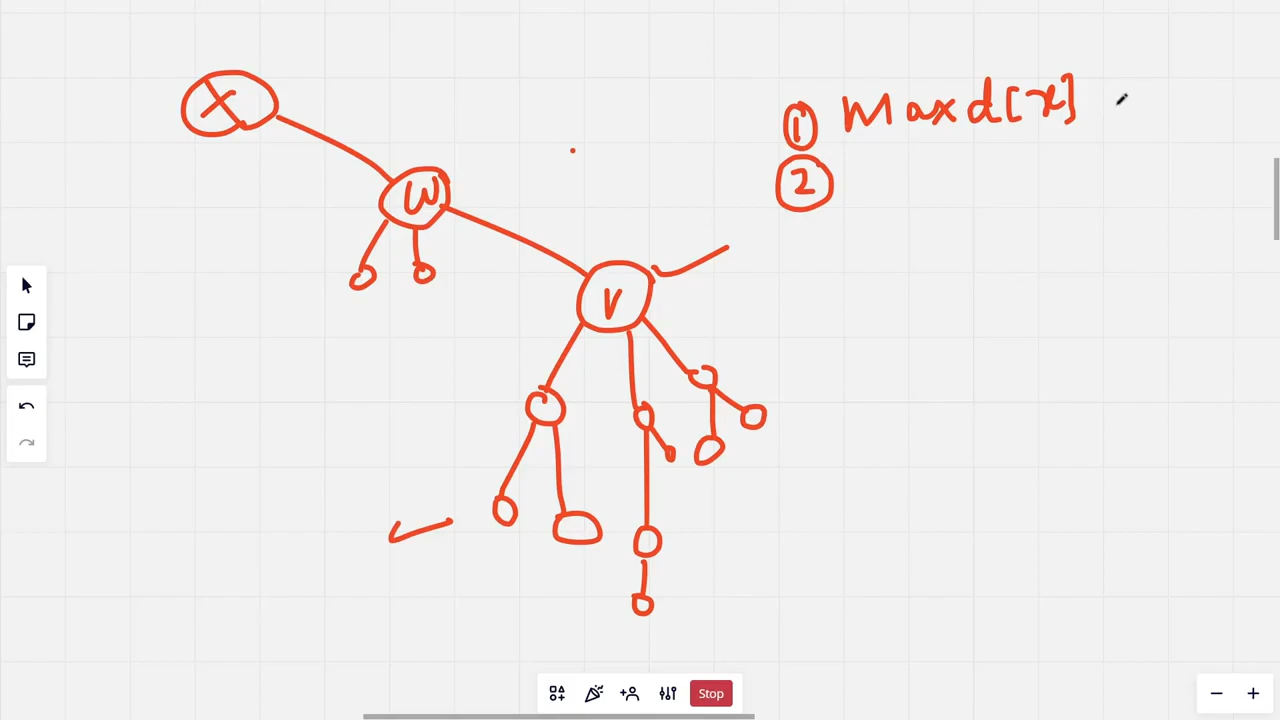 X
① Max d[x]
②
W
V
Stop